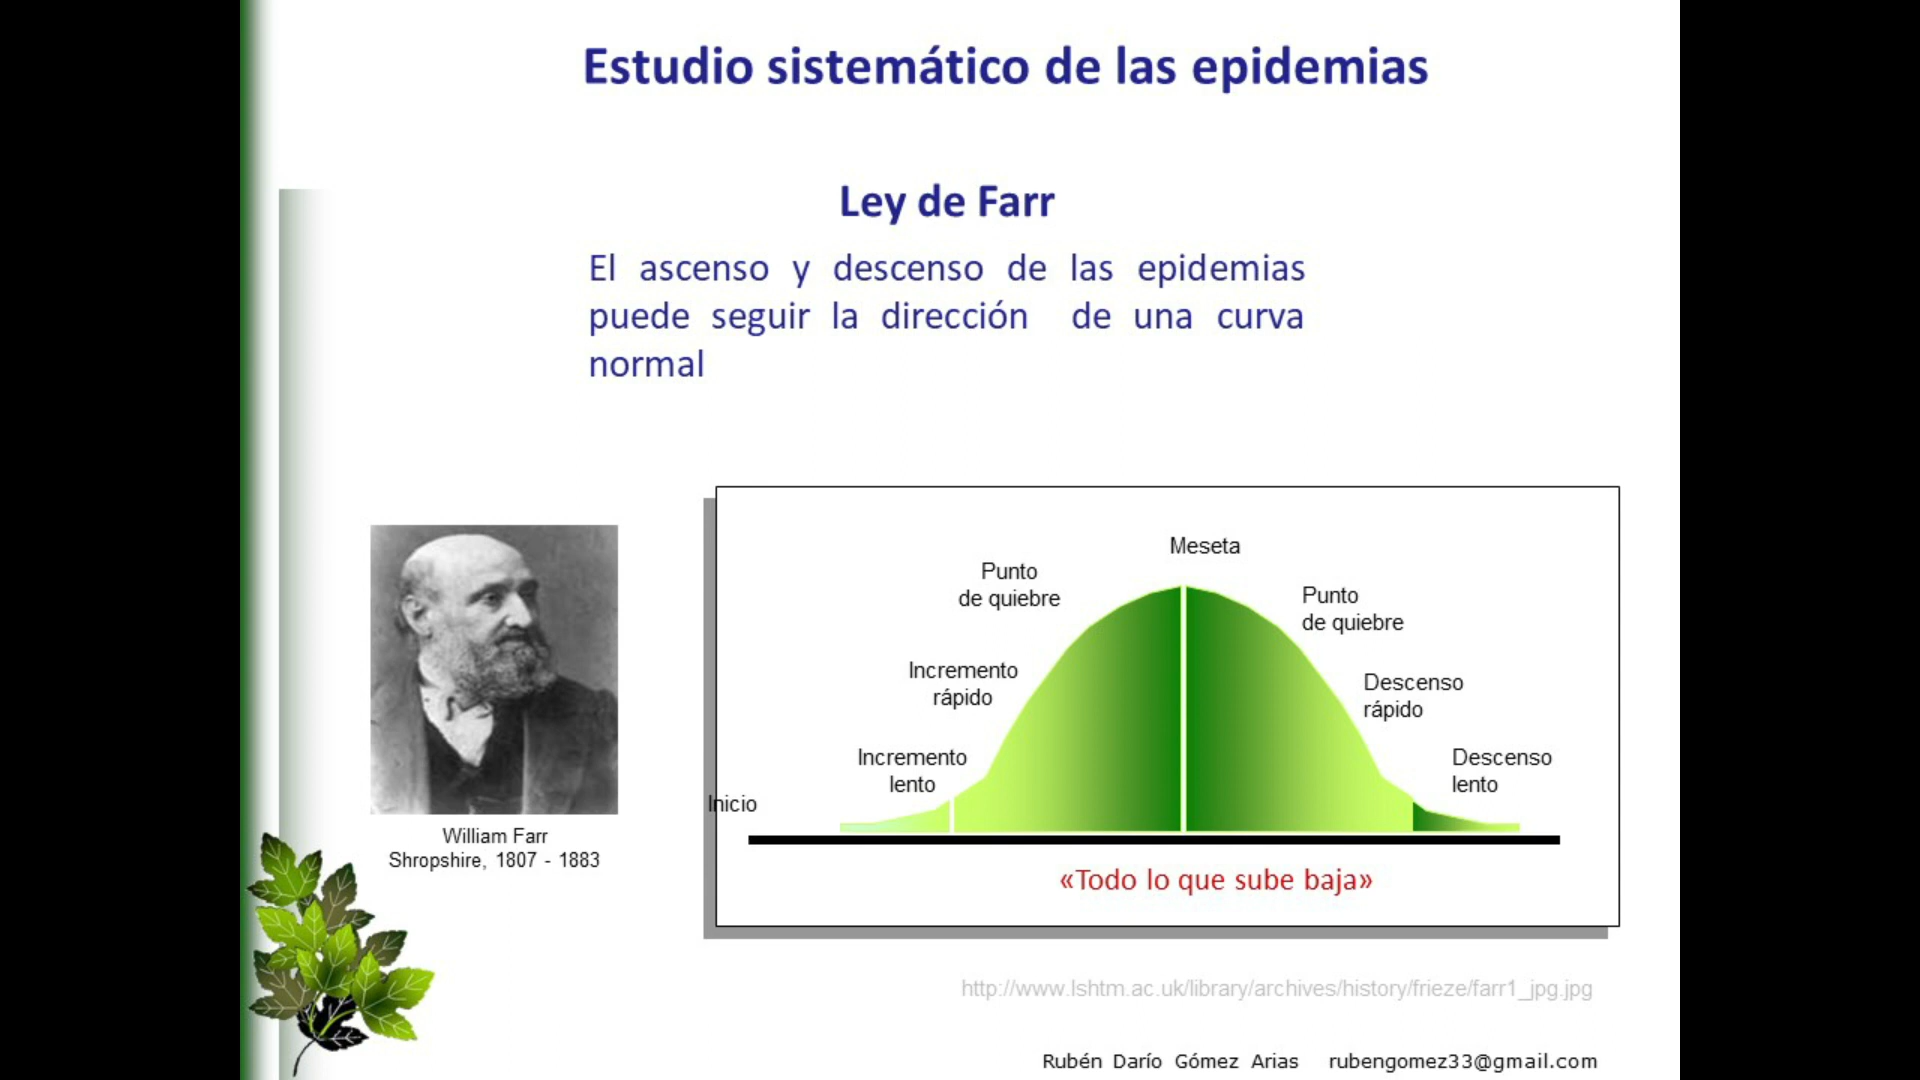 Estudio sistemático de las epidemias
Ley de Farr
El ascenso y descenso de las epidemias
puede seguir la dirección de una curva
normal
Meseta
Punto
de quiebre
Punto
de quiebre
Incremento
rápido
Descenso
rápido
Incremento
lento
Descenso
lento
Inicio
William Farr
Shropshire, 1807 - 1883
«Todo lo que sube baja»
http://www.lshtm.ac.uk/library/archives/history/frieze/farr1_jpg.jpg
Rubén Darío Gómez Arias rubengomez33@gmail.com